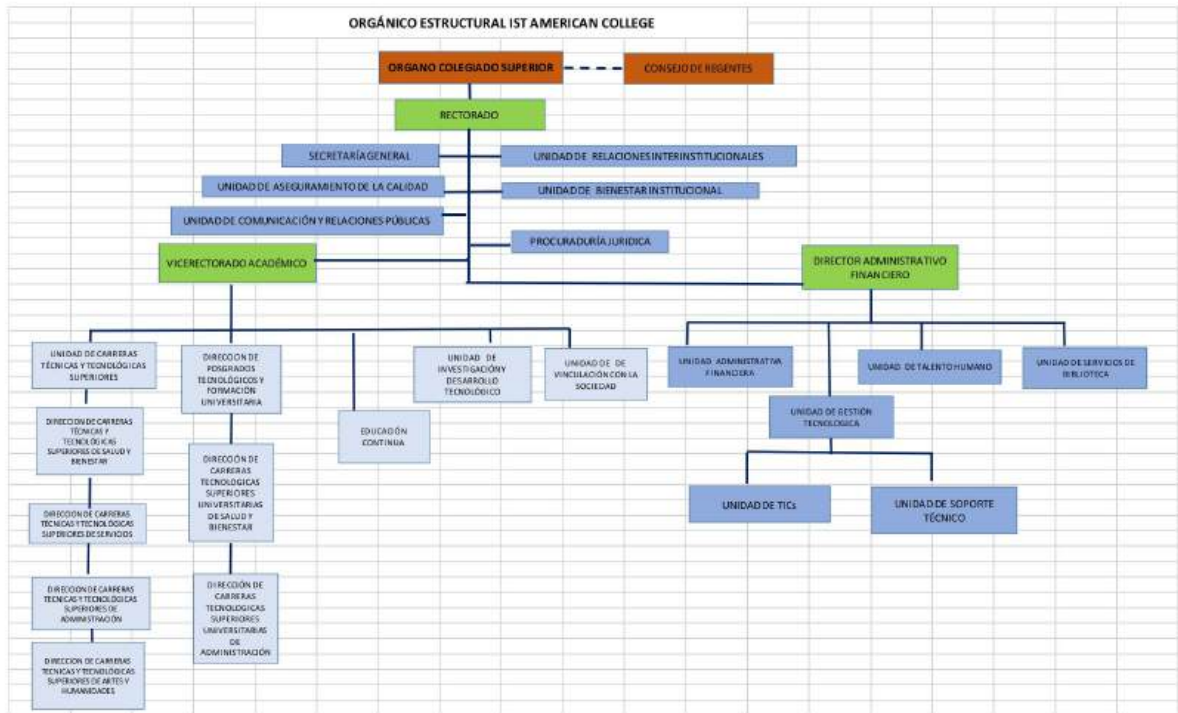 ORGÁNICO ESTRUCTURAL IST AMERICAN COLLEGE
ORGANO COLEGIADO SUPERIOR
CONSEJO DE REGENTES
RECTORADO
SECRETARÍA GENERAL
UNIDAD DE RELACIONES INTERINSTITUCIONALES
UNIDAD DE ASEGURAMIENTO DE LA CALIDAD
UNIDAD DE BIENESTAR INSTITUCIONAL
UNIDAD DE COMUNICACIÓN Y RELACIONES PÚBLICAS
PROCURADURÍA JURIDICA
VICERECTORADO ACADÉMICO
DIRECTOR ADMINISTRATIVO
FINANCIERO
UNIDAD DE CARRERAS
TÉCNICAS Y TECNOLÓGICAS
SUPERIORES
DIRECCION DE
POSGRADOS
TECNOLÓGICOS Y
FORMACIÓN
UNIVERSITARIA
UNIDAD DE
INVESTIGACIÓN Y
DESARROLLO
TECNOLÓGICO
UNIDAD DE DE
VINCULACIÓN CON LA
SOCIEDAD
UNIDAD ADMINISTRATIVA
FINANCIERA
UNIDAD DE TALENTO HUMANO
UNIDAD DE SERVICIOS DE
BIBLIOTECA
DIRECCION DE CARRERAS
TÉCNICAS Y
TECNOLÓGICAS
SUPERIORES DE SALUD Y
BIENESTAR
EDUCACIÓN
CONTINUA
UNIDAD DE GESTIÓN
TECNOLOGICA
DIRECCIÓN DE
CARRERAS
TECNOLOGICAS
SUPERIORES
UNIVERSITARIAS
DE SALUD Y
BIENESTAR
DIRECCION DE CARRERAS
TÉCNICAS Y TECNOLÓGICAS
SUPERIORES DE SERVICIOS
UNIDAD DE TICs
UNIDAD DE SOPORTE
TÉCNICO
DIRECCION DE CARRERAS
TECNICAS Y TECNOLÓGICAS
SUPERIORES DE
ADMINISTRACIÓN
DIRECCIÓN DE
CARRERAS
TECNOLOGICAS
SUPERIORES
UNIVERSITARIAS
DE
ADMINISTRACIÓN
DIRECCION DE CARRERAS
TECNICAS Y TECNOLÓGICAS
SUPERIORES DE ARTES Y
HUMANIDADES